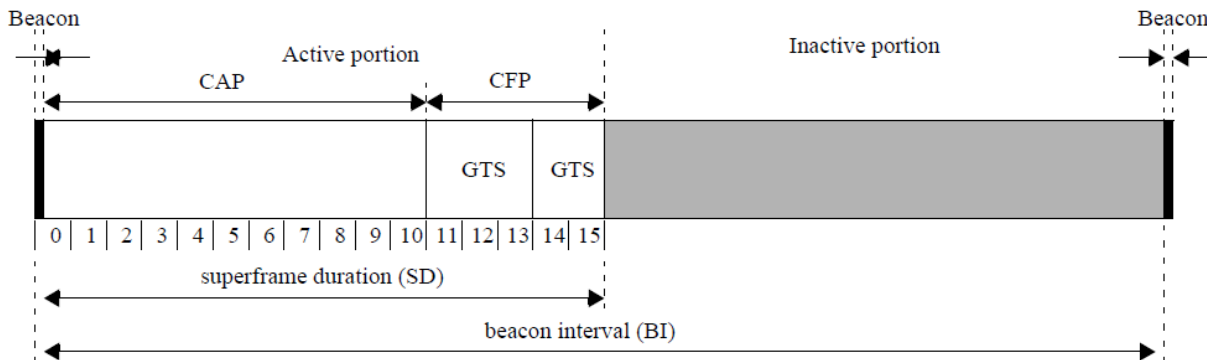 Beacon
Beacon
Active portion
Inactive portion
CAP
CFP
GTS
GTS
0 1 2 3 4 5 6 7 8 9 10 11 12 13 14 15
superframe duration (SD)
beacon interval (BI)